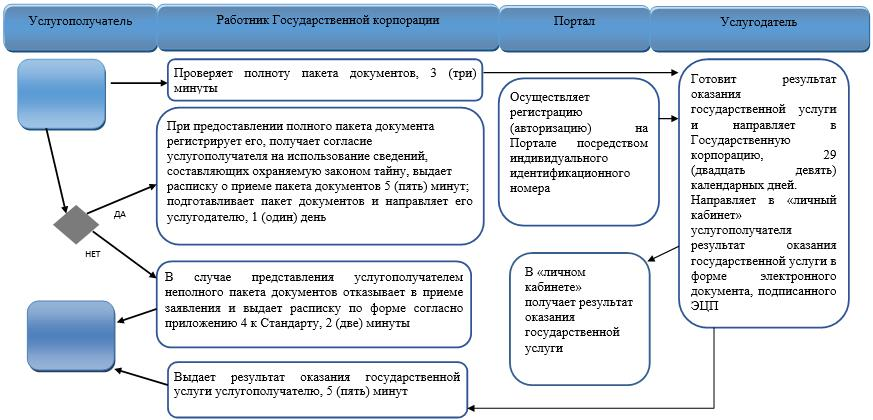 Услугополучатель
Работник Государственной корпорации
Портал
Услугодатель
Проверяет полноту пакета документов, 3 (три)
минуты
При предоставлении полного пакета документа
регистрирует его, получает согласие
услугополучателя на использование сведений,
составляющих охраняемую законом тайну, выдает
расписку о приеме пакета документов 5 (пять) минут;
подготавливает пакет документов и направляет его
услугодателю, 1 (один) день
ДА
НЕТ
В случае представления услугополучателем
неполного пакета документов отказывает в приеме
заявления и выдает расписку по форме согласно
приложению 4 к Стандарту, 2 (две) минуты
Выдает результат оказания государственной
услуги услугополучателю, 5 (пять) минут
Осуществляет
регистрацию
(авторизацию) на
Портале посредством
индивидуального
идентификационного
номера
В «личном
кабинете»
получает результат
оказания
государственной
услуги
Готовит результат
оказания
государственной услуги
и направляет в
Государственную
корпорацию, 29
(двадцать девять)
календарных дней.
Направляет в «личный
кабинет»
услугополучателя
результат оказания
государственной услуги в
форме электронного
документа, подписанного
ЭЦП